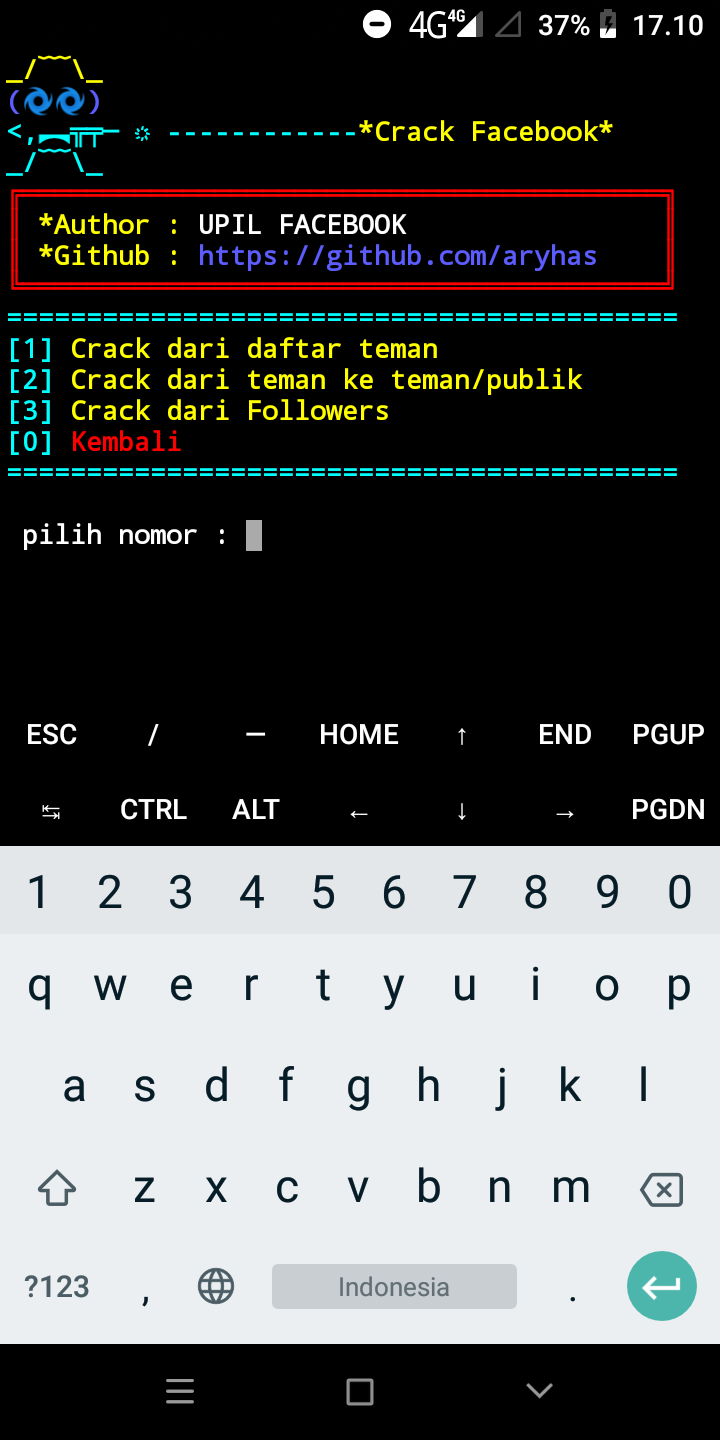 4G 4G 37% 17.10
_/~~~\_
(🌀🌀)
<,︻╦╤─ ҉ ------------*Crack Facebook*
_/~~~\_
*Author : UPIL FACEBOOK
*Github : https://github.com/aryhas
==========================================
[1] Crack dari daftar teman
[2] Crack dari teman ke teman/publik
[3] Crack dari Followers
[0] Kembali
==========================================
pilih nomor :
ESC / — HOME ↑ END PGUP
↹ CTRL ALT ← ↓ → PGDN
1 2 3 4 5 6 7 8 9 0
q w e r t y u i o p
a s d f g h j k l
z x c v b n m
?123 , Indonesia .